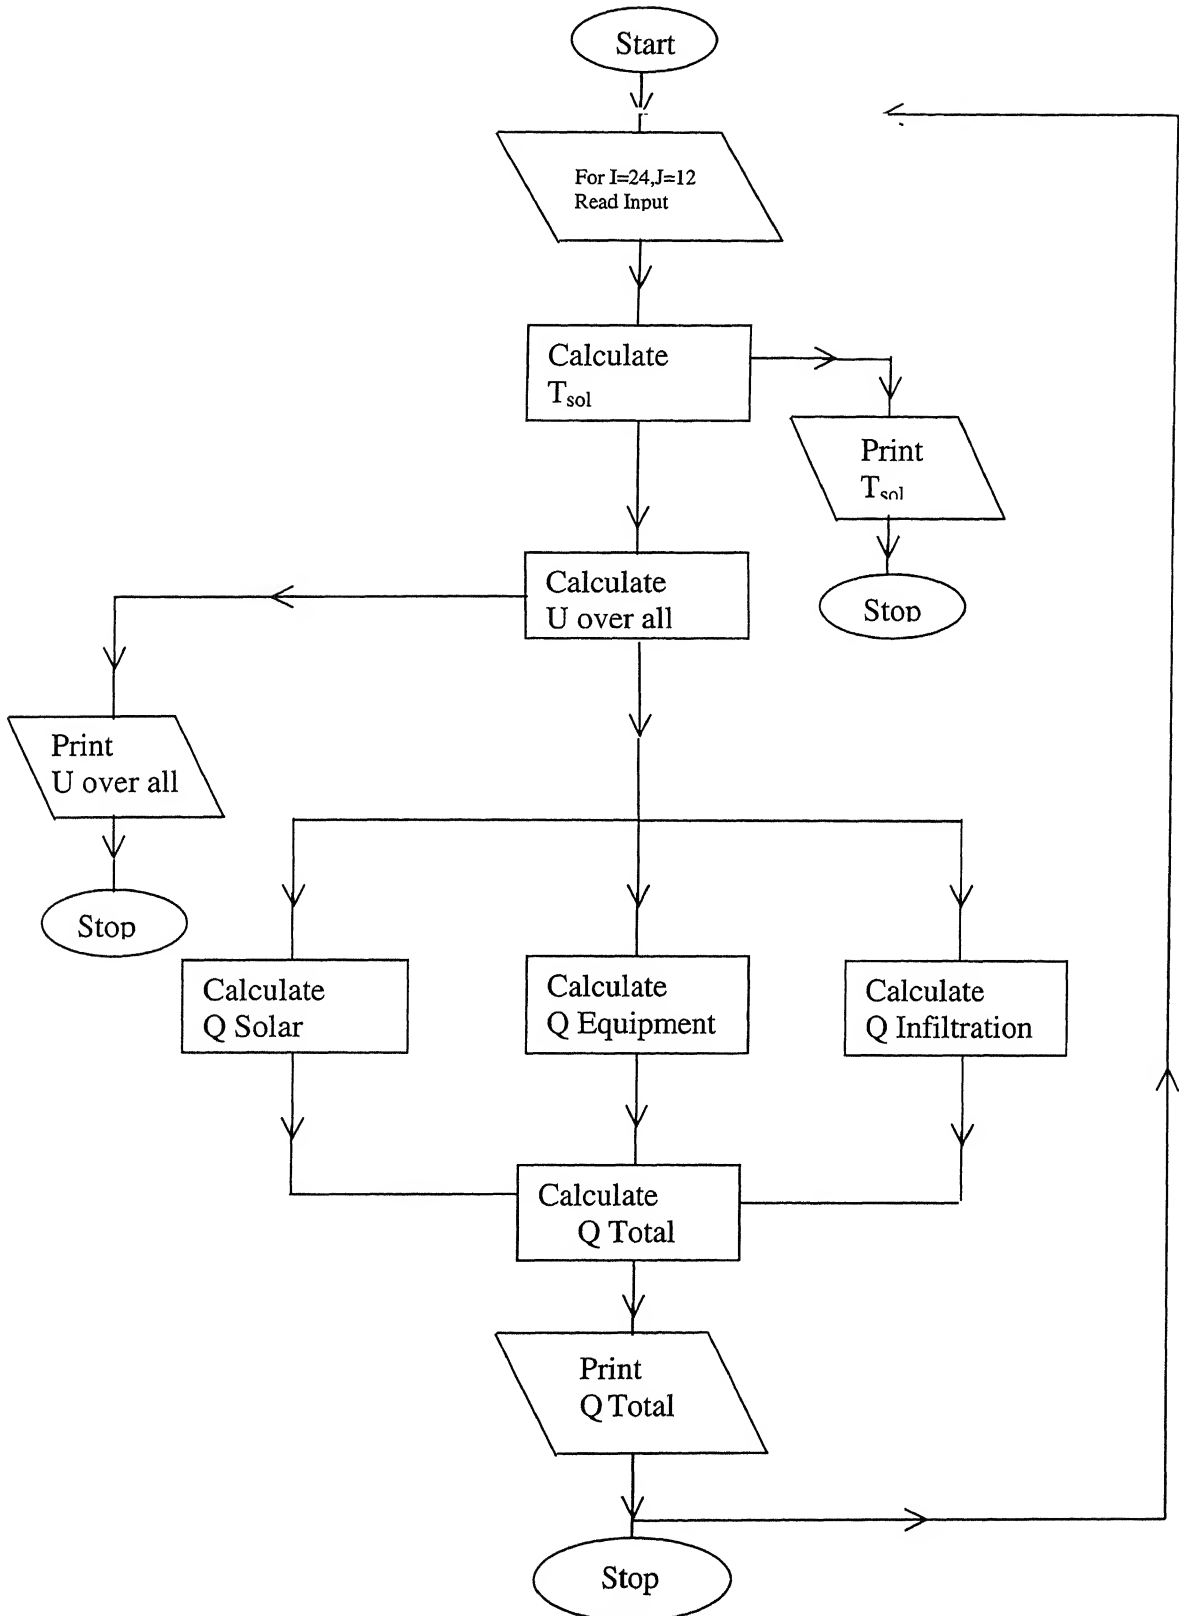 Start
For I=24,J=12
Read Input
Calculate
Tsol
Print
Tsol
Calculate
U over all
Stop
Print
U over all
Stop
Calculate
Q Solar
Calculate
Q Equipment
Calculate
Q Infiltration
Calculate
Q Total
Print
Q Total
Stop